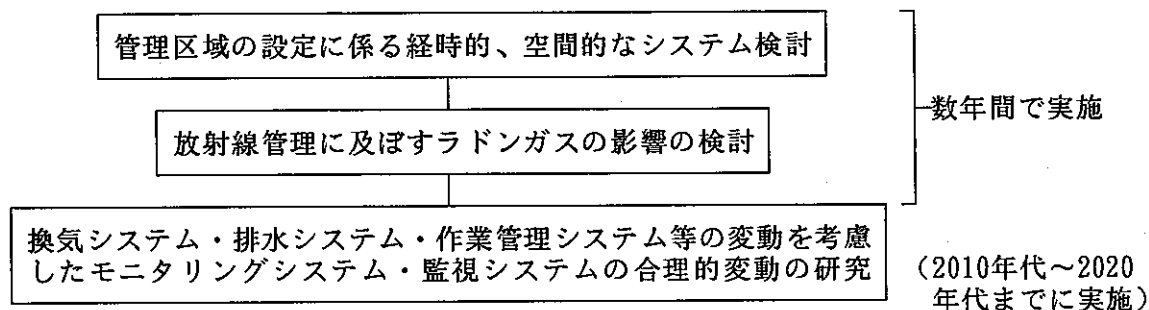 管理区域の設定に係る経時的、空間的なシステム検討
数年間で実施
放射線管理に及ぼすラドンガスの影響の検討
換気システム・排水システム・作業管理システム等の変動を考慮
したモニタリングシステム・監視システムの合理的変動の研究
（2010年代～2020
年代までに実施）